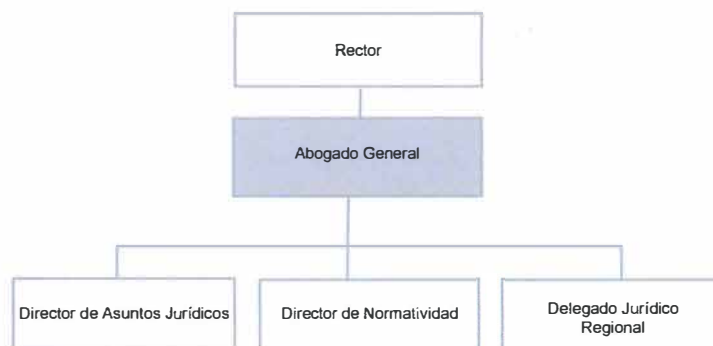 Rector
Abogado General
Director de Asuntos Jurídicos
Director de Normatividad
Delegado Jurídico
Regional